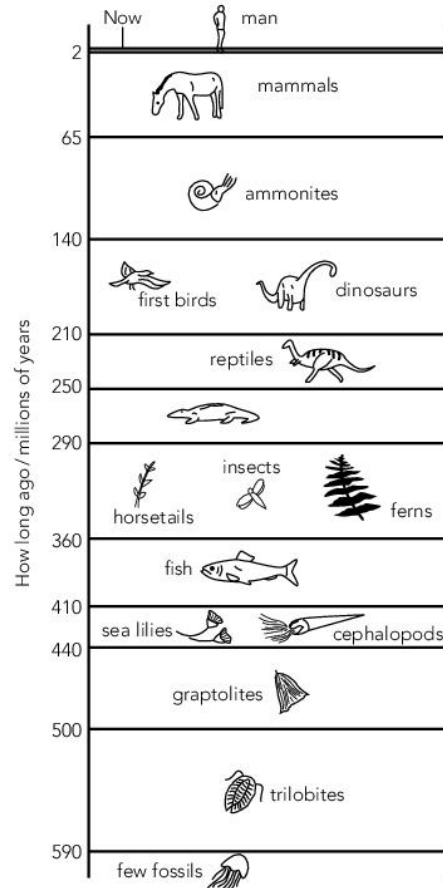 Now
man
2
mammals
65
ammonites
140
first birds
dinosaurs
210
reptiles
250
290
insects
horsetails
ferns
360
fish
410
sea lilies
cephalopods
440
graptolites
500
trilobites
590
few fossils
How long ago / millions of years